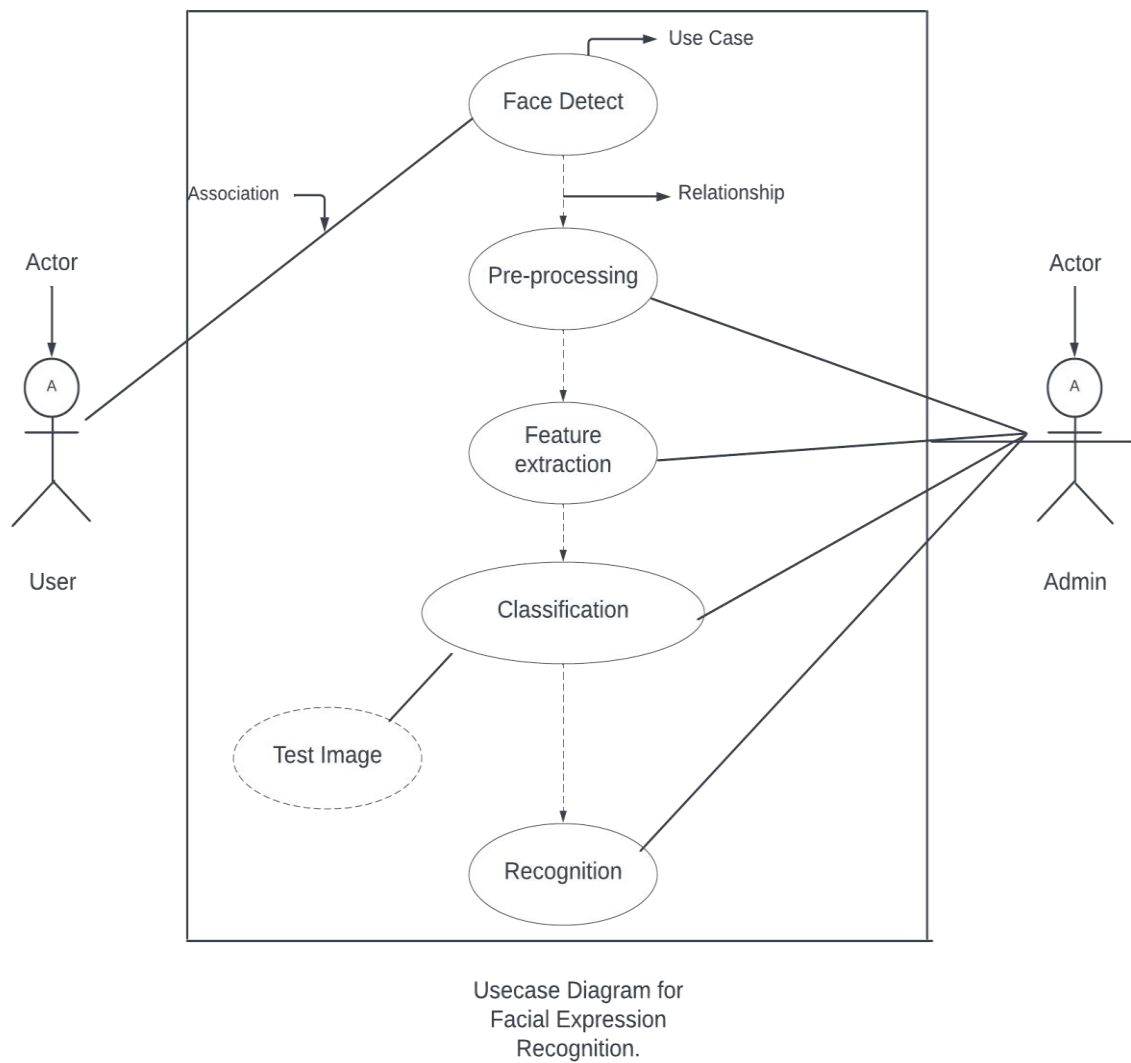 Use Case
Face Detect
Association
Relationship
Actor
Actor
Pre-processing
A
A
Feature
extraction
User
Admin
Classification
Test Image
Recognition
Usecase Diagram for
Facial Expression
Recognition.